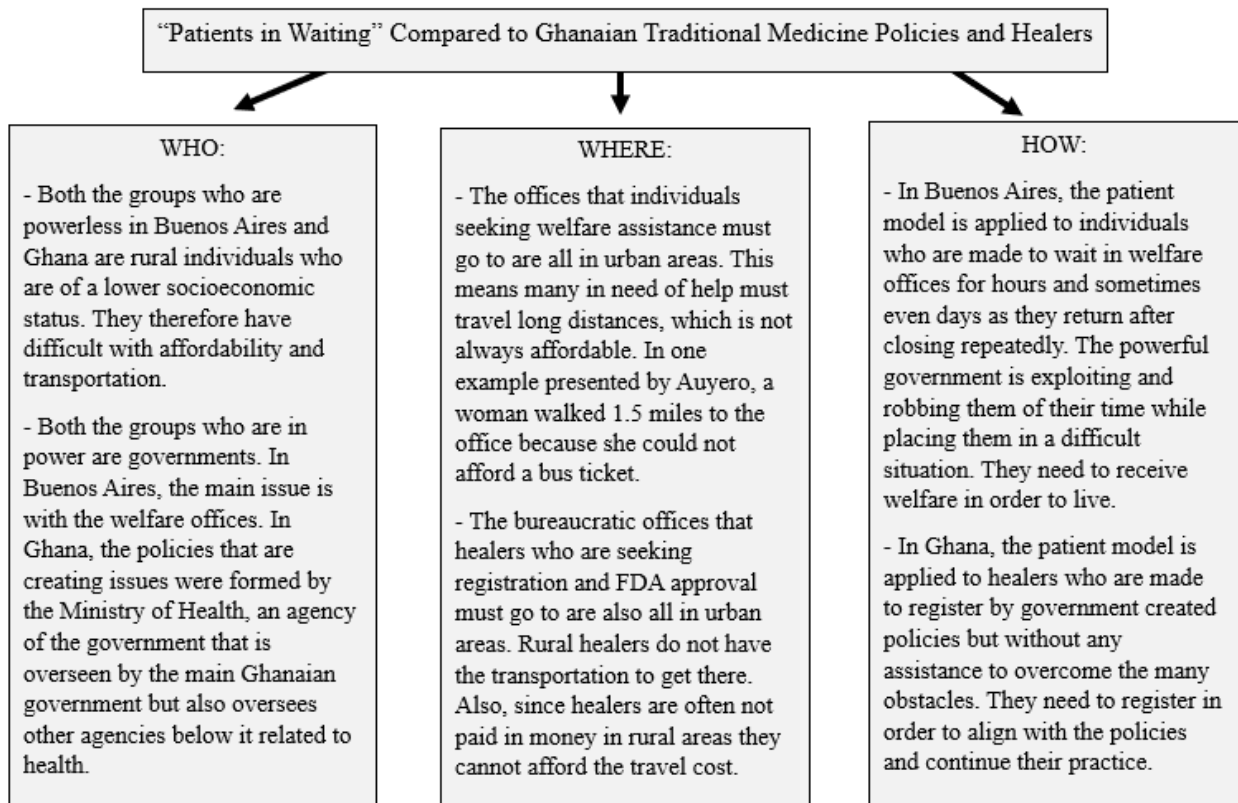 “Patients in Waiting” Compared to Ghanaian Traditional Medicine Policies and Healers
WHO:
- Both the groups who are
powerless in Buenos Aires and
Ghana are rural individuals who
are of a lower socioeconomic
status. They therefore have
difficult with affordability and
transportation.
- Both the groups who are in
power are governments. In
Buenos Aires, the main issue is
with the welfare offices. In
Ghana, the policies that are
creating issues were formed by
the Ministry of Health, an agency
of the government that is
overseen by the main Ghanaian
government but also oversees
other agencies below it related to
health.
WHERE:
- The offices that individuals
seeking welfare assistance must
go to are all in urban areas. This
means many in need of help must
travel long distances, which is not
always affordable. In one
example presented by Auyero, a
woman walked 1.5 miles to the
office because she could not
afford a bus ticket.
- The bureaucratic offices that
healers who are seeking
registration and FDA approval
must go to are also all in urban
areas. Rural healers do not have
the transportation to get there.
Also, since healers are often not
paid in money in rural areas they
cannot afford the travel cost.
HOW:
- In Buenos Aires, the patient
model is applied to individuals
who are made to wait in welfare
offices for hours and sometimes
even days as they return after
closing repeatedly. The powerful
government is exploiting and
robbing them of their time while
placing them in a difficult
situation. They need to receive
welfare in order to live.
- In Ghana, the patient model is
applied to healers who are made
to register by government created
policies but without any
assistance to overcome the many
obstacles. They need to register in
order to align with the policies
and continue their practice.